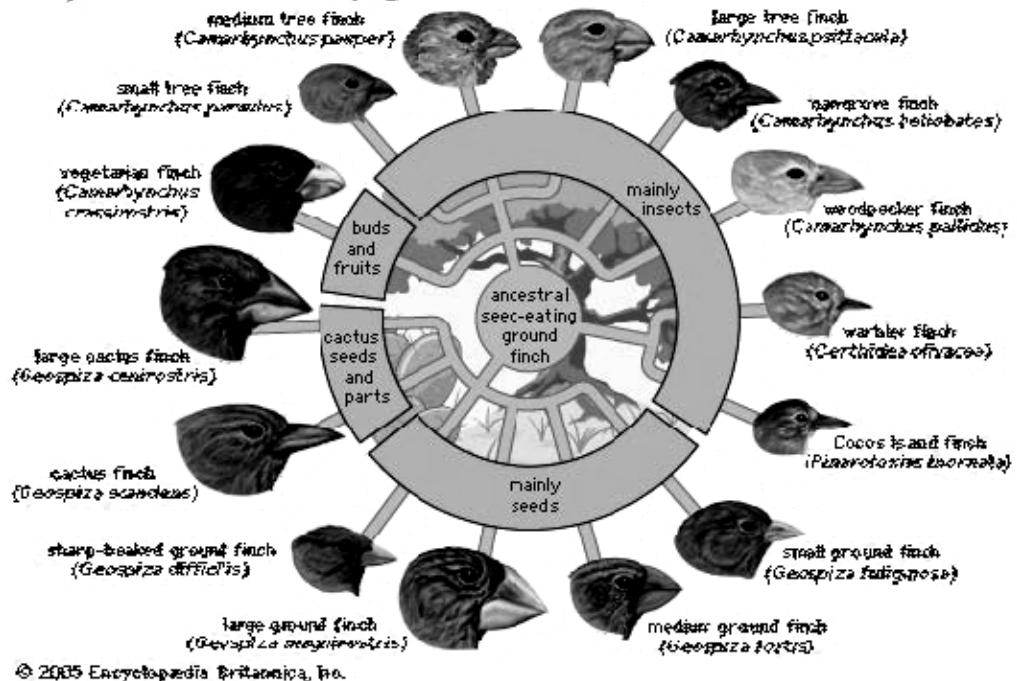 medium tree finch
(Camarhynchus pauper)
large tree finch
(Camarhynchus psittacula)
small tree finch
(Camarhynchus parvulus)
mangrove finch
(Camarhynchus heliobates)
vegetarian finch
(Camarhynchus
crassirostris)
mainly
insects
woodpecker finch
(Camarhynchus pallidus)
buds
and
fruits
ancestral
seec-eating
ground
finch
cactus
seeds
and
parts
warbler finch
(Certhidea olivacea)
large cactus finch
(Geospiza conirostris)
Cocos Island finch
(Pinaroloxias inornata)
cactus finch
(Geospiza scandens)
mainly
seeds
sharp-beaked ground finch
(Geospiza difficilis)
small ground finch
(Geospiza fuliginosa)
large ground finch
(Geospiza magnirostris)
medium ground finch
(Geospiza fortis)
© 2005 Encyclopædia Britannica, Inc.